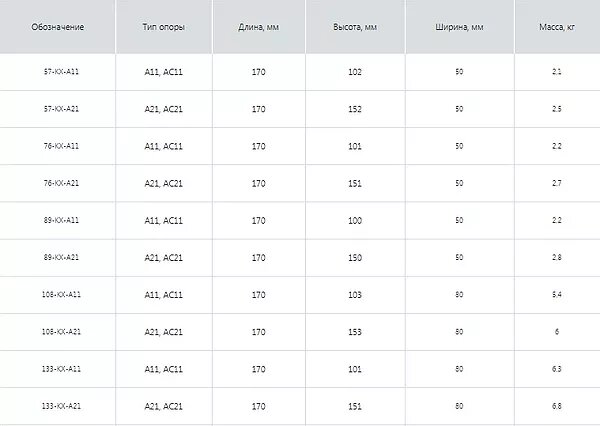 Обозначение Тип опоры Длина, мм Высота, мм Ширина, мм Масса, кг
57-КХ-А11 А11, АС11 170 102 50 2.1
57-КХ-А21 А21, АС21 170 152 50 2.5
76-КХ-А11 А11, АС11 170 101 50 2.2
76-КХ-А21 А21, АС21 170 151 50 2.7
89-КХ-А11 А11, АС11 170 100 50 2.2
89-КХ-А21 А21, АС21 170 150 50 2.8
108-КХ-А11 А11, АС11 170 103 80 5.4
108-КХ-А21 А21, АС21 170 153 80 6
133-КХ-А11 А11, АС11 170 101 80 6.3
133-КХ-А21 А21, АС21 170 151 80 6.8